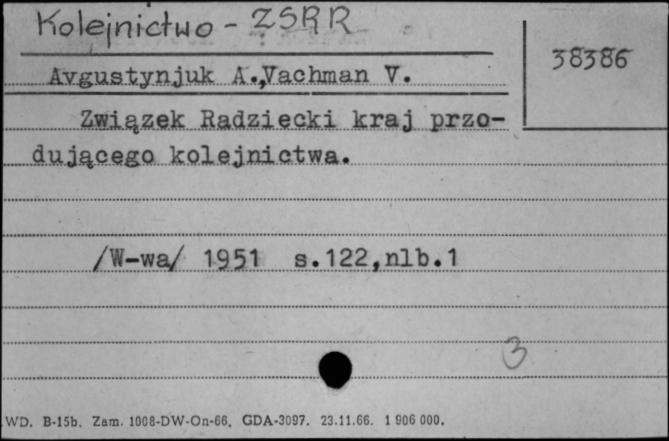 Kolejnictwo - ZSRR
38386
Avgustynjuk A.,Vachman V.
Związek Radziecki kraj przo-
dującego kolejnictwa.
/W-wa/ 1951 s.122,nlb.1
3
WD. B-15b. Zam. 1008-DW-On-66. GDA-3097. 23.11.66. 1 906 000.